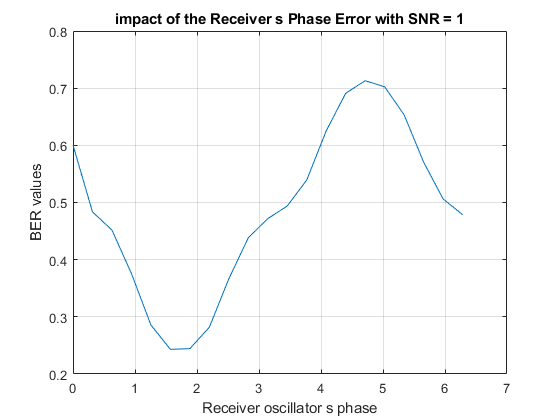 impact of the Receiver s Phase Error with SNR = 1
0.8
0.7
0.6
0.5
0.4
0.3
0.2
BER values
0 1 2 3 4 5 6 7
Receiver oscillator s phase